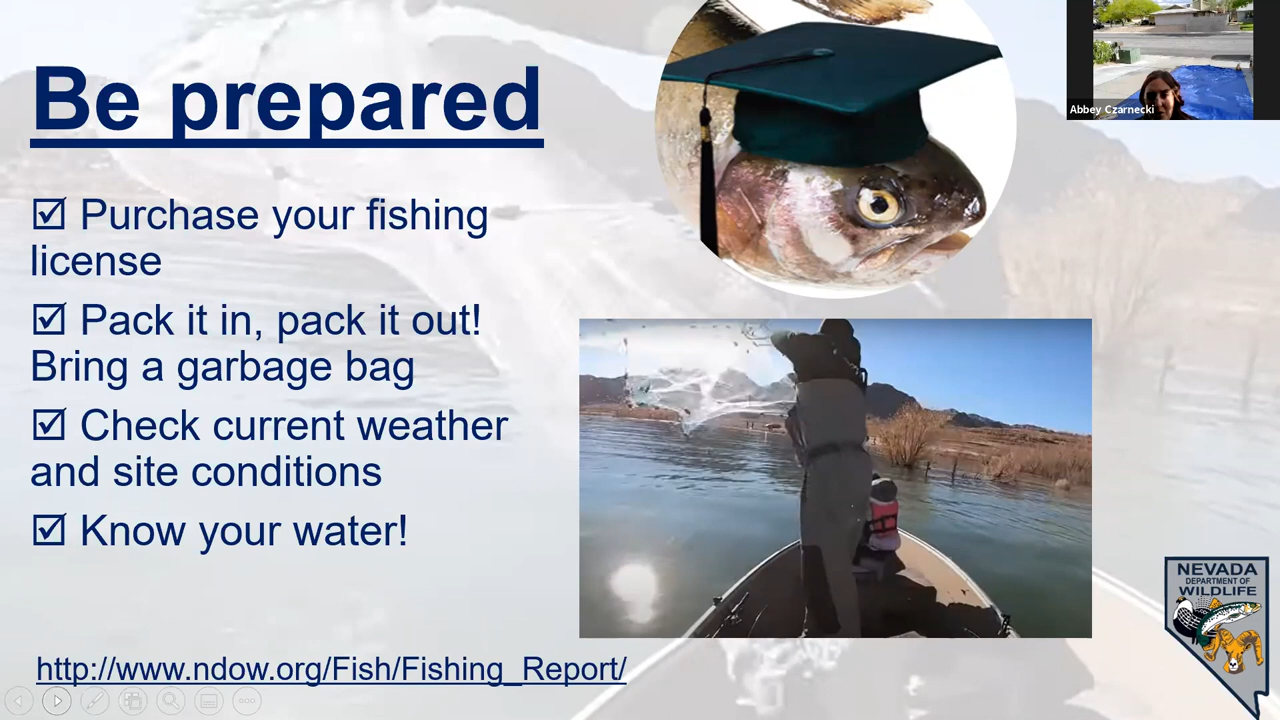 Be prepared
☑ Purchase your fishing
license
☑ Pack it in, pack it out!
Bring a garbage bag
☑ Check current weather
and site conditions
☑ Know your water!
http://www.ndow.org/Fish/Fishing_Report/
Abbey Czarnecki
NEVADA
DEPARTMENT OF
WILDLIFE